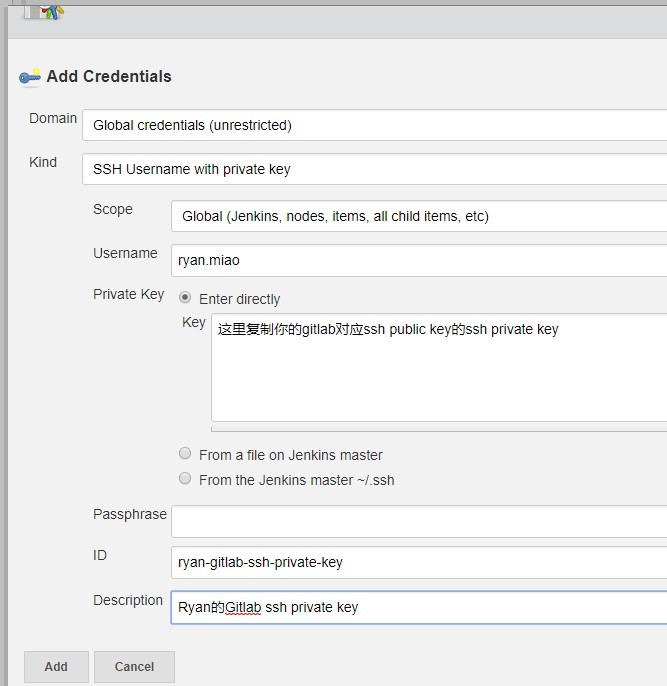 Add Credentials
Domain Global credentials (unrestricted)
Kind SSH Username with private key
Scope Global (Jenkins, nodes, items, all child items, etc)
Username ryan.miao
Private Key Enter directly
Key 这里复制你的gitlab对应ssh public key的ssh private key
From a file on Jenkins master
From the Jenkins master ~/.ssh
Passphrase
ID ryan-gitlab-ssh-private-key
Description Ryan的Gitlab ssh private key
Add Cancel